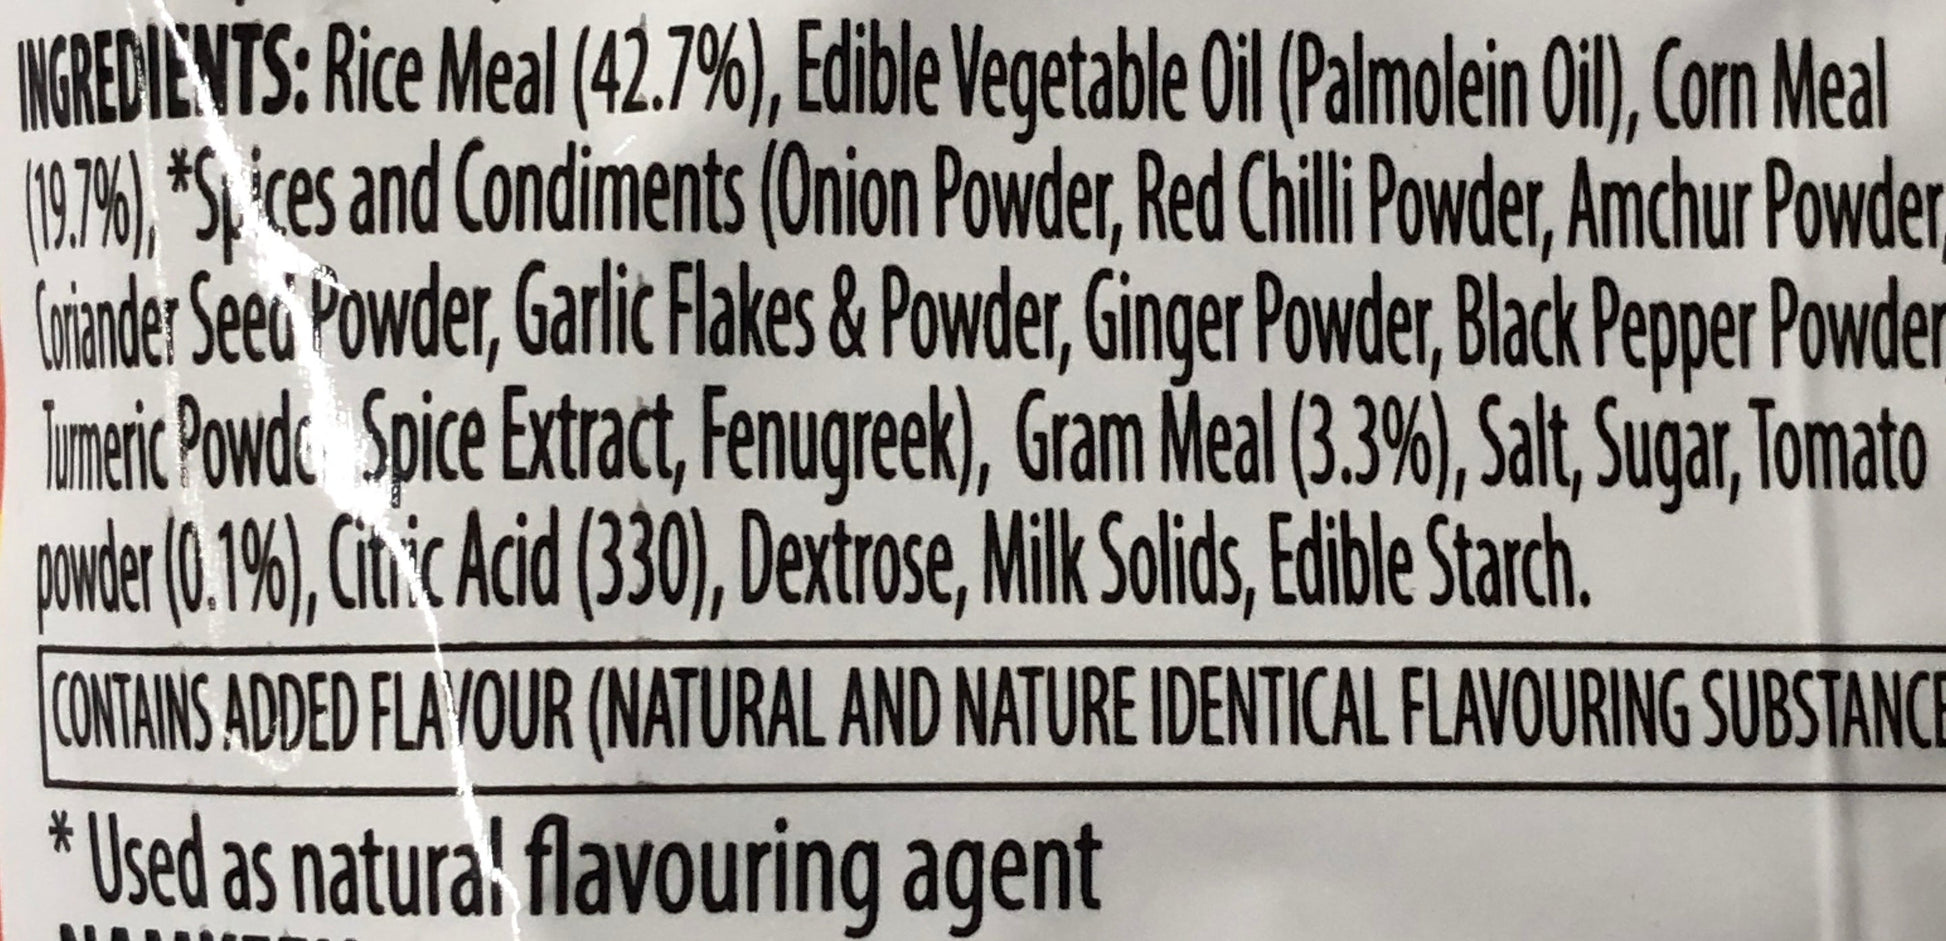 INGREDIENTS: Rice Meal (42.7%), Edible Vegetable Oil (Palmolein Oil), Corn Meal
(19.7%), *Spices and Condiments (Onion Powder, Red Chilli Powder, Amchur Powder,
Coriander Seed Powder, Garlic Flakes & Powder, Ginger Powder, Black Pepper Powder
Turmeric Powde Spice Extract, Fenugreek), Gram Meal (3.3%), Salt, Sugar, Tomato
powder (0.1%), Citric Acid (330), Dextrose, Milk Solids, Edible Starch.
CONTAINS ADDED FLAVOUR (NATURAL AND NATURE IDENTICAL FLAVOURING SUBSTANCE
* Used as natural flavouring agent